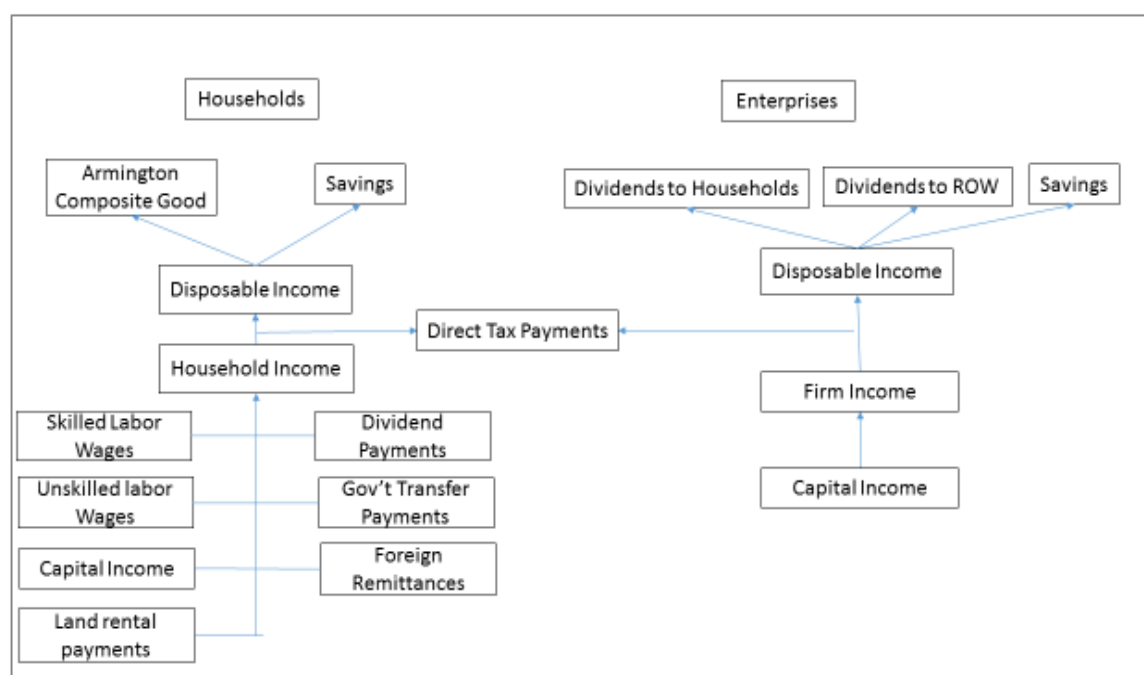 Households
Enterprises
Armington
Composite Good
Savings
Dividends to Households
Dividends to ROW
Savings
Disposable Income
Disposable Income
Direct Tax Payments
Household Income
Firm Income
Skilled Labor
Wages
Dividend
Payments
Unskilled labor
Wages
Gov't Transfer
Payments
Capital Income
Capital Income
Foreign
Remittances
Land rental
payments